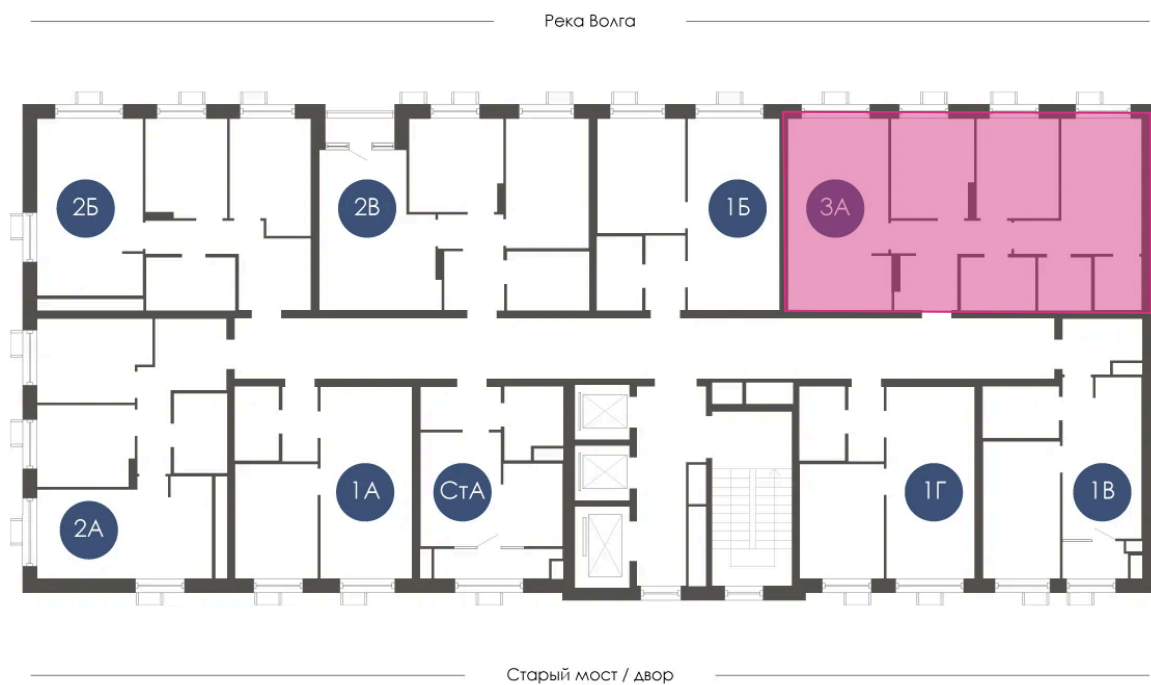 Река Волга
2Б
2В
1Б
3А
1А
СтА
1Г
1В
2А
Старый мост / двор